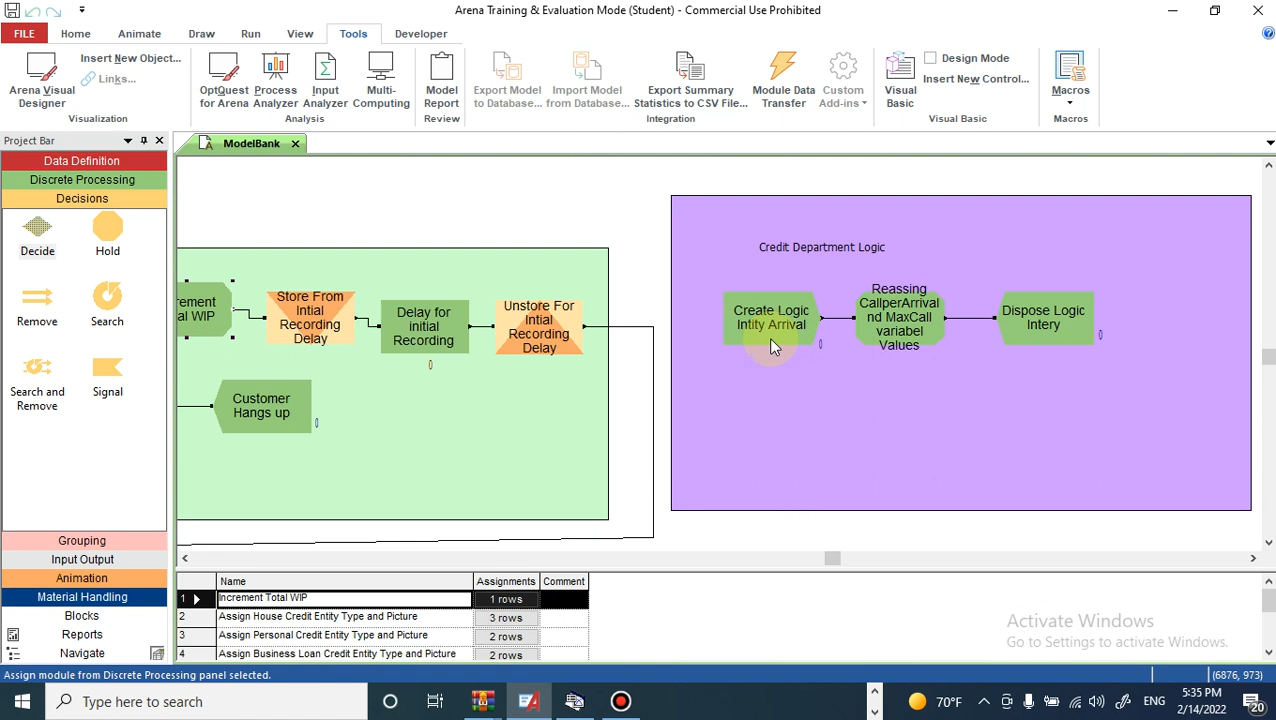 Arena Training & Evaluation Mode (Student) - Commercial Use Prohibited
FILE Home Animate Draw Run View Tools Developer
Arena Visual Designer
Insert New Object...
Links...
Visualization
OptQuest for Arena
Process Analyzer
Input Analyzer
Multi-Computing
Analysis
Model Report
Review
Export Model to Database...
Import Model from Database...
Export Summary Statistics to CSV File...
Module Data Transfer
Custom Add-ins
Integration
Visual Basic
Design Mode
Insert New Control...
Visual Basic
Macros
Macros
Project Bar
ModelBank
Data Definition
Discrete Processing
Decisions
Decide
Hold
Remove
Search
Search and Remove
Signal
Grouping
Input Output
Animation
Material Handling
Blocks
Reports
Navigate
rement
al WIP
Store From
Intial
Recording
Delay
Delay for
initial
Recording
Unstote For
Intial
Recording
Delay
Customer
Hangs up
Credit Department Logic
Create Logic
Intity Arrival
Reassing
CallperArrival
nd MaxCall
variabel
Values
Dispose Logic
Intery
Name Assignments Comment
1 Increment Total WIP 1 rows
2 Assign House Credit Entity Type and Picture 3 rows
3 Assign Personal Credit Entity Type and Picture 2 rows
4 Assign Business Loan Credit Entity Type and Picture 2 rows
Activate Windows
Go to Settings to activate Windows.
Assign module from Discrete Processing panel selected.
(6876, 973)
Type here to search
70°F
ENG
5:35 PM
2/14/2022
20